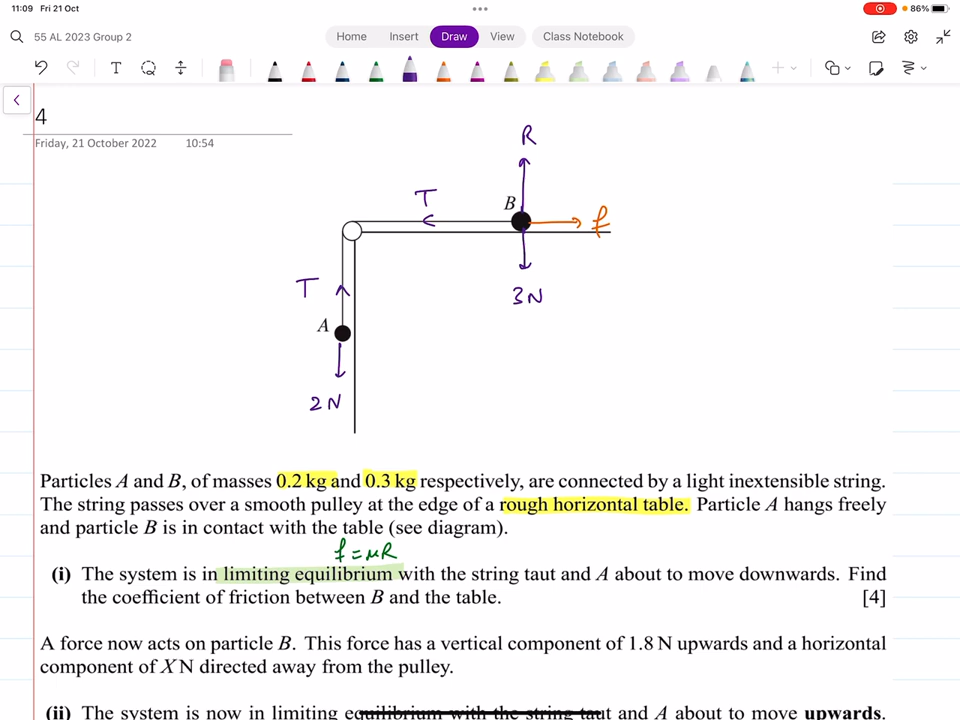 11:09 Fri 21 Oct
86%
55 AL 2023 Group 2
Home Insert Draw View Class Notebook
T
4
Friday, 21 October 2022 10:54
R
T
B
f
T
3N
A
2N
Particles A and B, of masses 0.2 kg and 0.3 kg respectively, are connected by a light inextensible string.
The string passes over a smooth pulley at the edge of a rough horizontal table. Particle A hangs freely
and particle B is in contact with the table (see diagram).
f = μR
(i) The system is in limiting equilibrium with the string taut and A about to move downwards. Find
the coefficient of friction between B and the table. [4]
A force now acts on particle B. This force has a vertical component of 1.8 N upwards and a horizontal
component of X N directed away from the pulley.
(ii) The system is now in limiting equilibrium with the string taut and A about to move upwards.